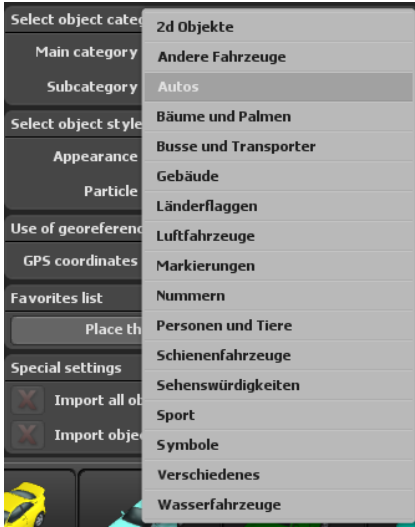 Select object categ
Main category
Subcategory
Select object style
Appearance
Particle
Use of georeferenc
GPS coordinates
Favorites list
Place th
Special settings
Import all ob
Import objec
2d Objekte
Andere Fahrzeuge
Autos
Bäume und Palmen
Busse und Transporter
Gebäude
Länderflaggen
Luftfahrzeuge
Markierungen
Nummern
Personen und Tiere
Schienenfahrzeuge
Sehenswürdigkeiten
Sport
Symbole
Verschiedenes
Wasserfahrzeuge